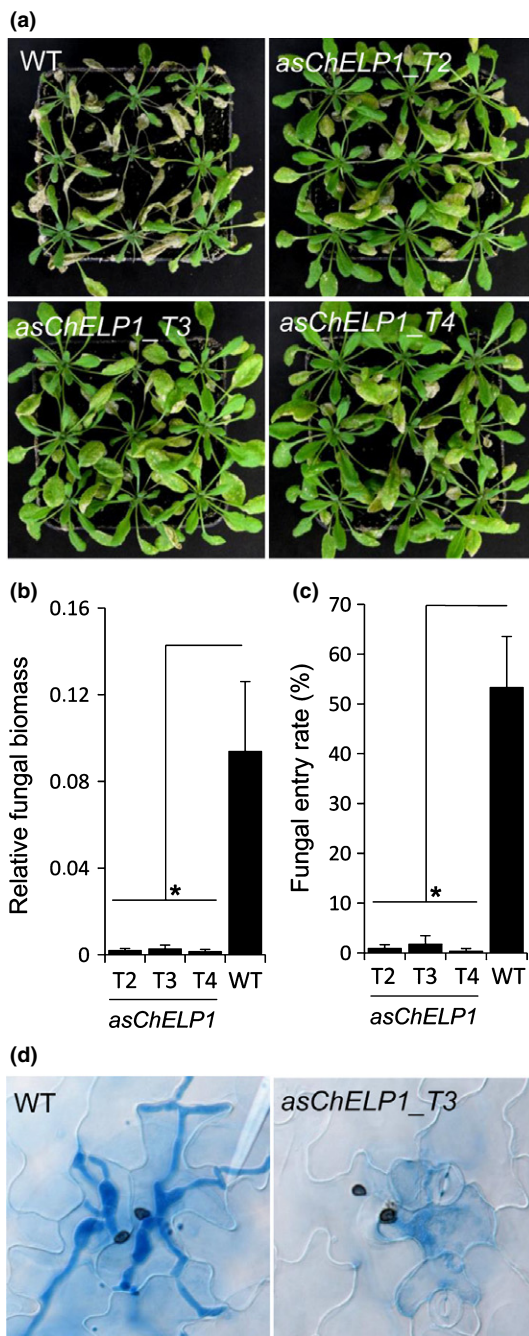 (a)
WT
asChELP1_T2
asChELP1_T3
asChELP1_T4
(b)
Relative fungal biomass
0.16
0.12
0.08
0.04
0
*
T2 T3 T4 WT
asChELP1
(c)
Fungal entry rate (%)
70
60
50
40
30
20
10
0
*
T2 T3 T4 WT
asChELP1
(d)
WT
asChELP1_T3